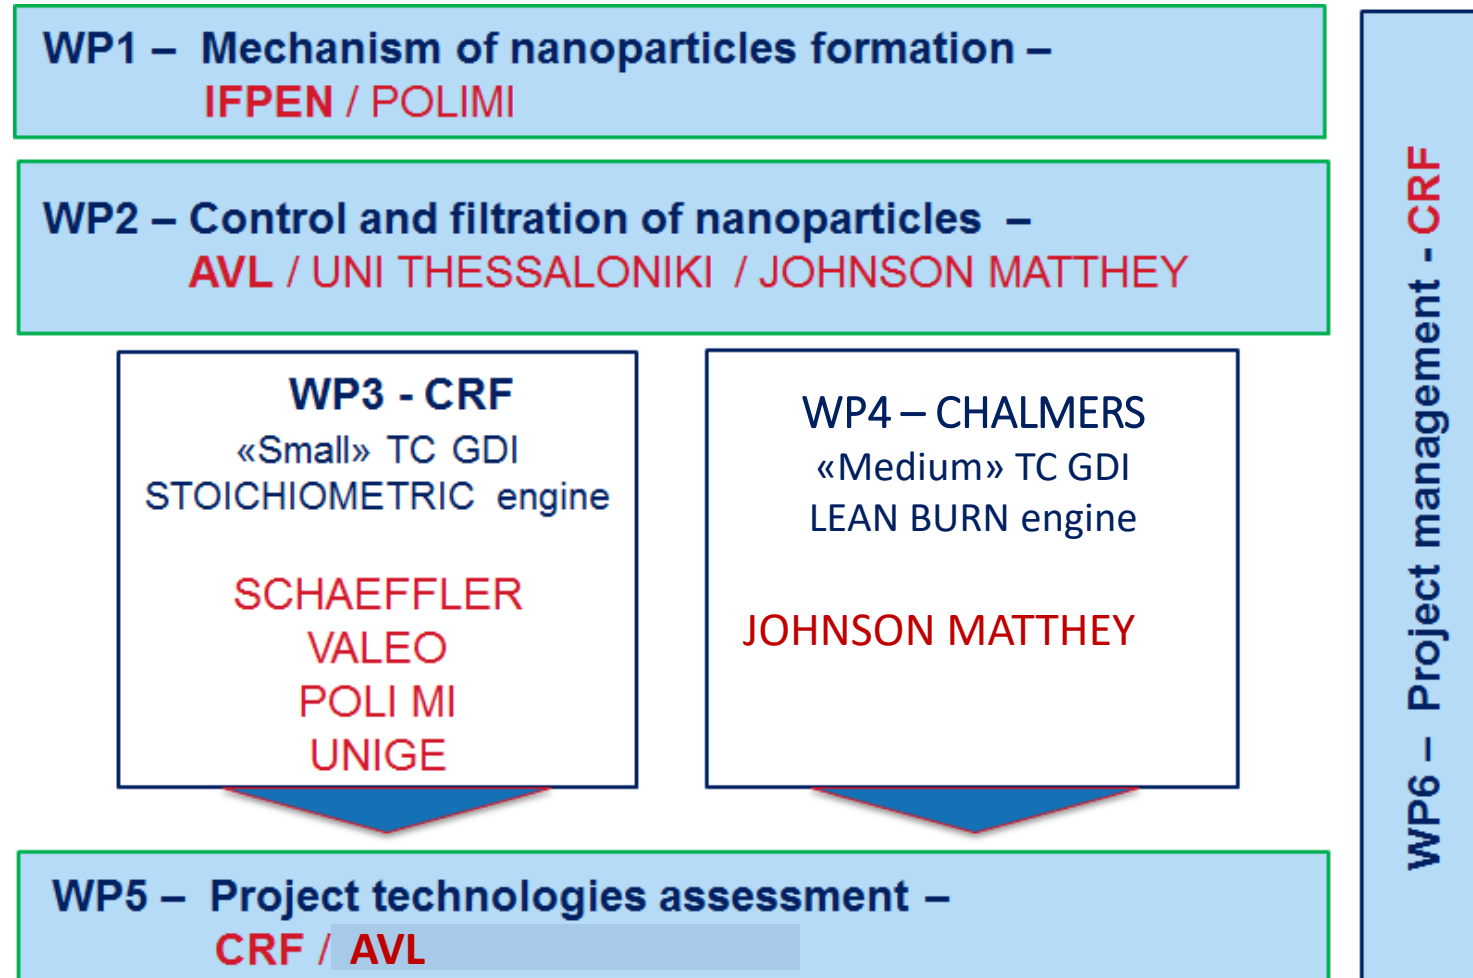 WP1 – Mechanism of nanoparticles formation –
IFPEN / POLIMI
WP2 – Control and filtration of nanoparticles –
AVL / UNI THESSALONIKI / JOHNSON MATTHEY
WP3 - CRF
«Small» TC GDI
STOICHIOMETRIC engine
SCHAEFFLER
VALEO
POLI MI
UNIGE
WP4 – CHALMERS
«Medium» TC GDI
LEAN BURN engine
JOHNSON MATTHEY
WP5 – Project technologies assessment –
CRF / AVL
WP6 – Project management - CRF